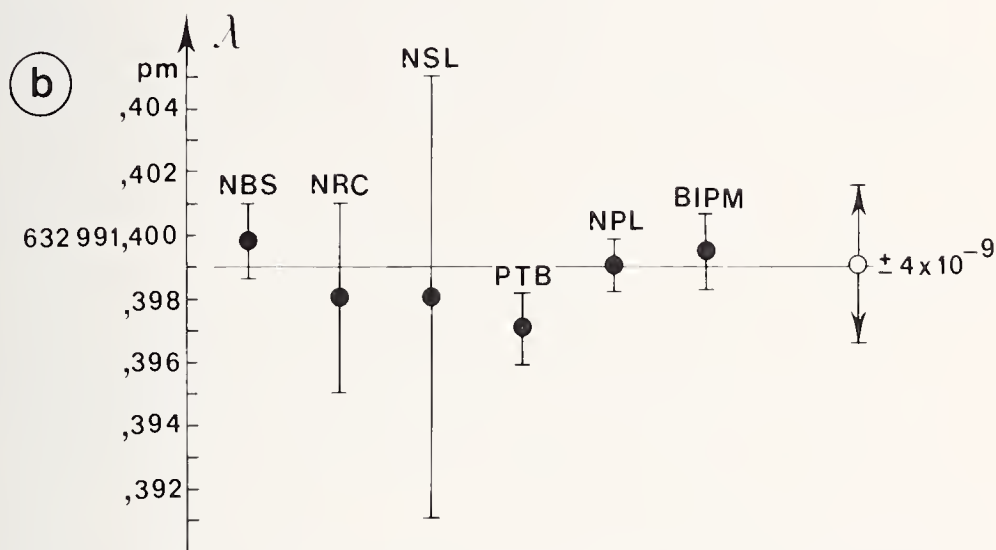 λ
b
pm
NSL
,404
,402
NBS
NRC
BIPM
632 991,400
NPL
± 4 x 10⁻⁹
PTB
,398
,396
,394
,392